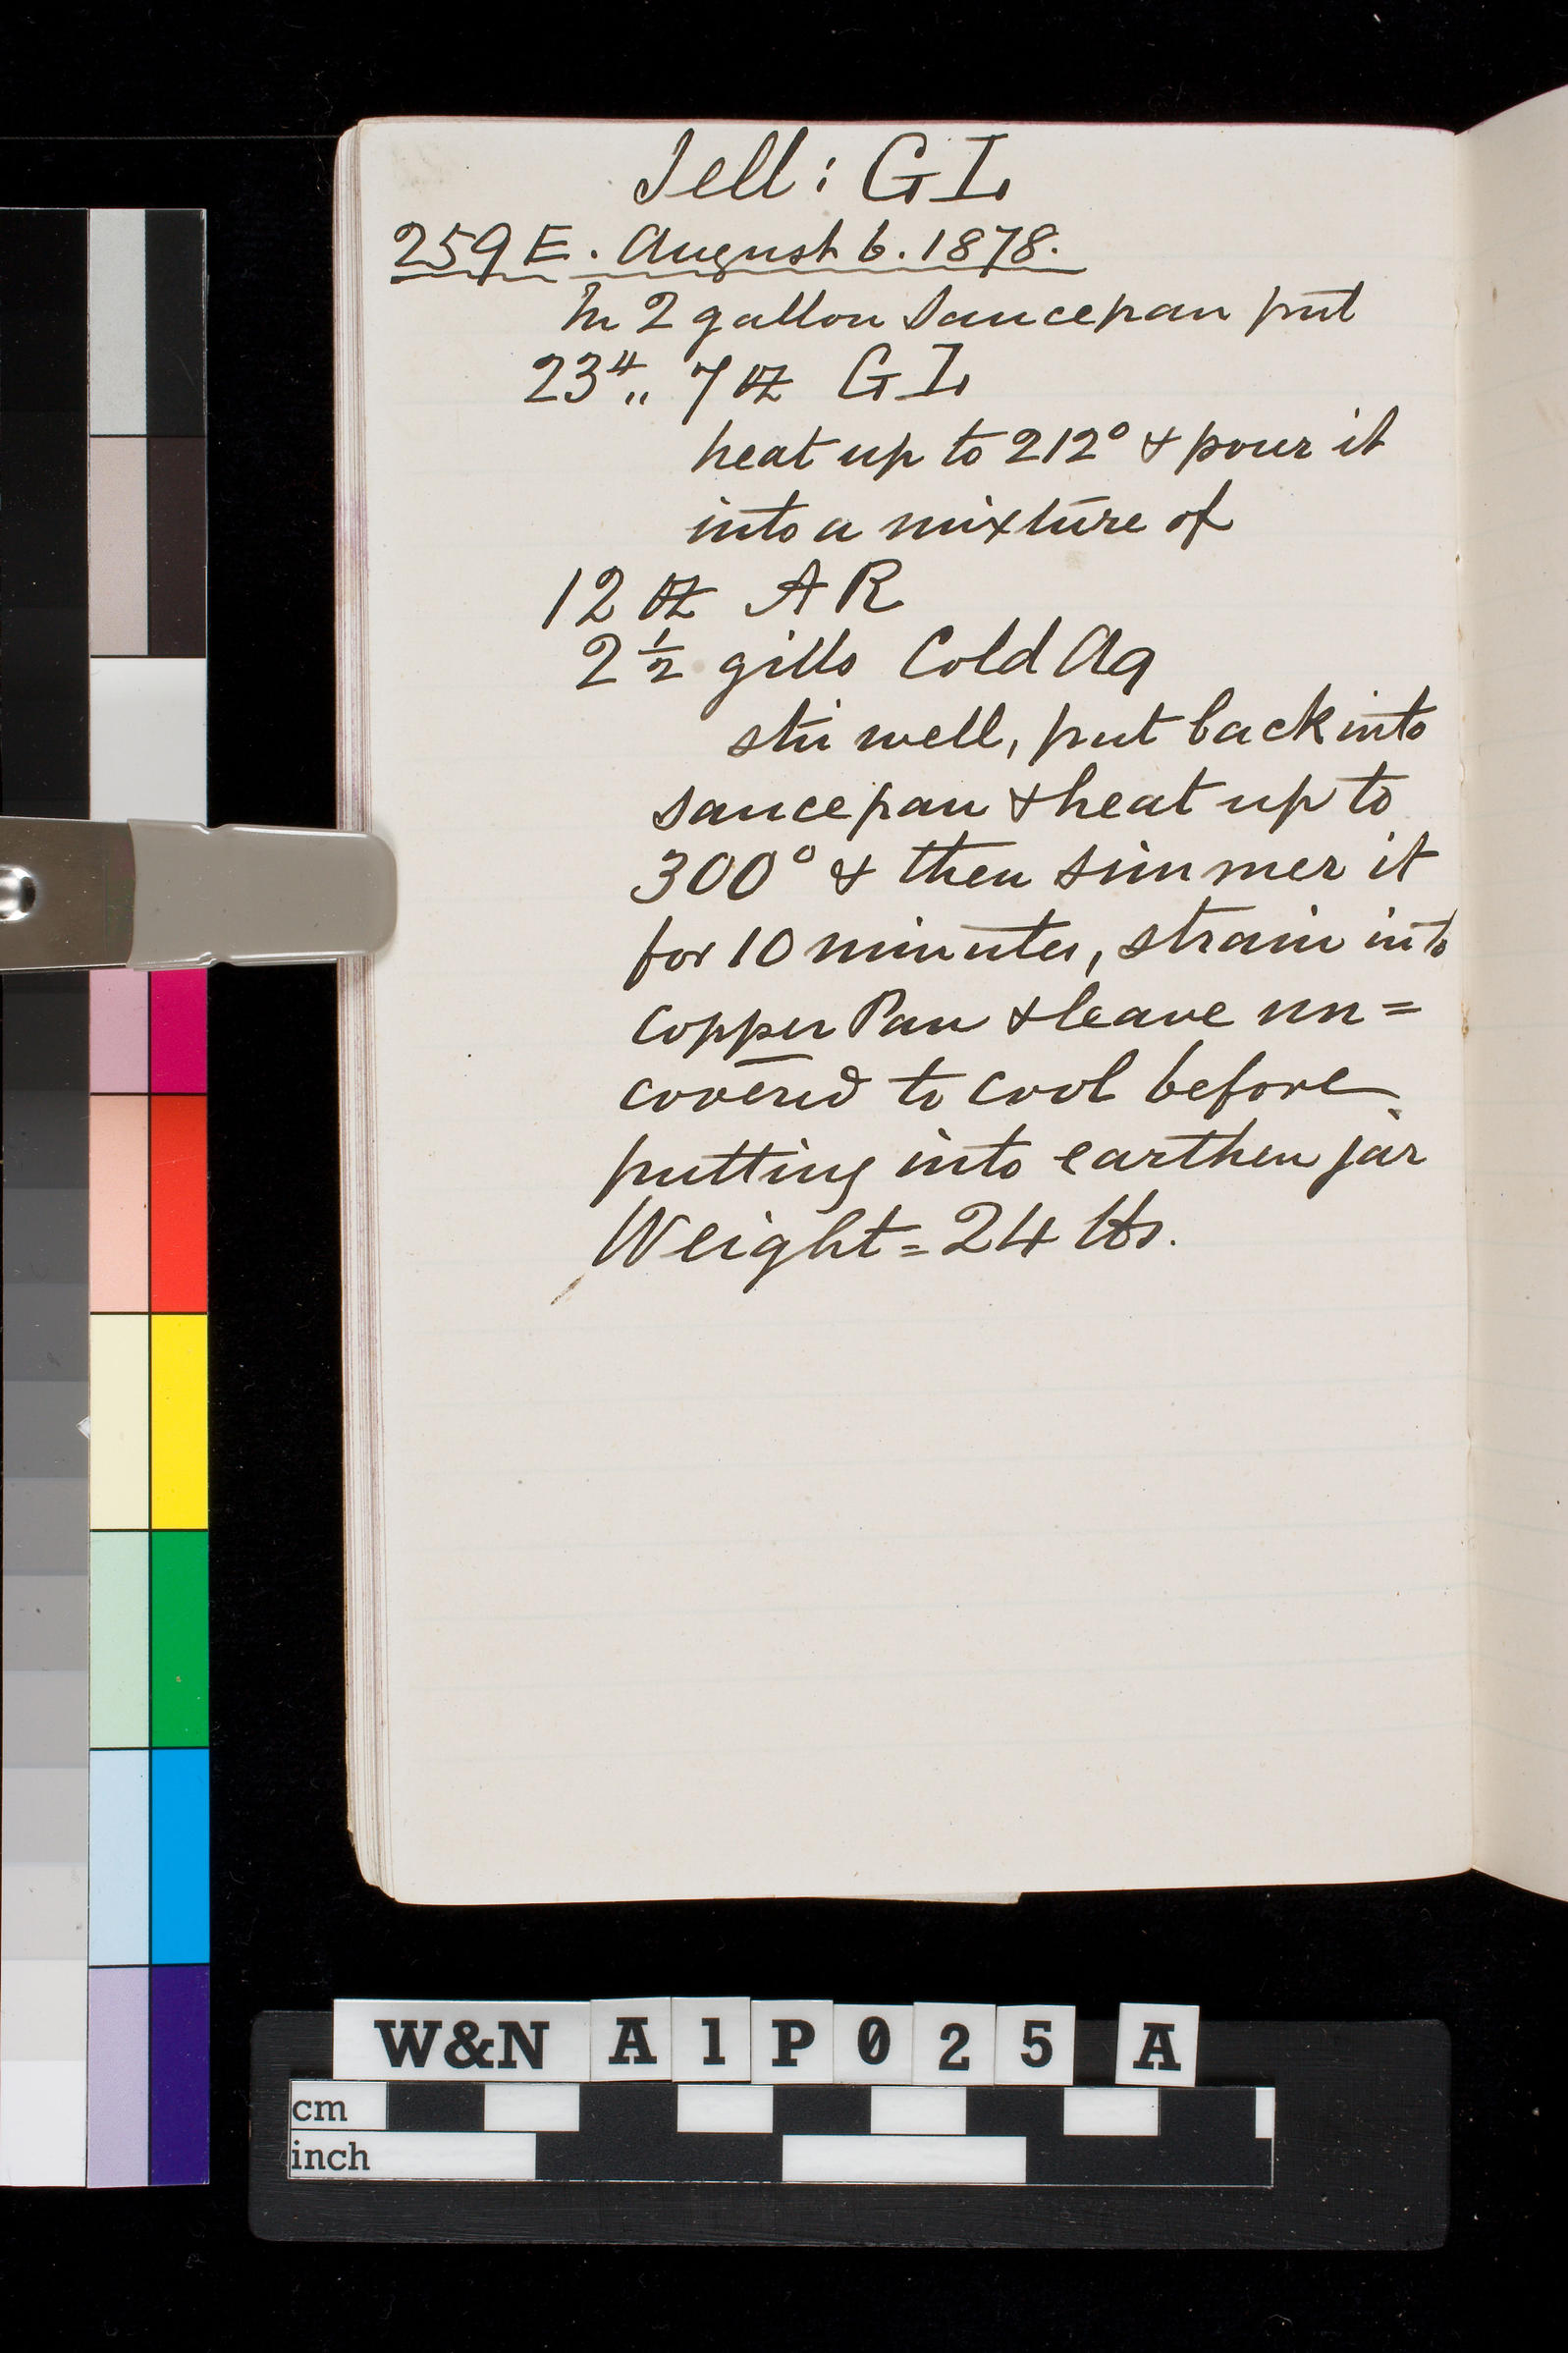 Jell: GL
259 E. August 6. 1878.
In 2 gallon Saucepan put
23# ,, 7 oz GL
heat up to 212° & pour it
into a mixture of
12 oz AR
2 1/2 gills Cold Aq
stir well, put back into
saucepan & heat up to
300° & then simmer it
for 10 minutes, strain into
Copper Pan & leave un=
covered to cool before
putting into earthen jar
Weight = 24 lbs.
W&N A1P025 A
cm
inch